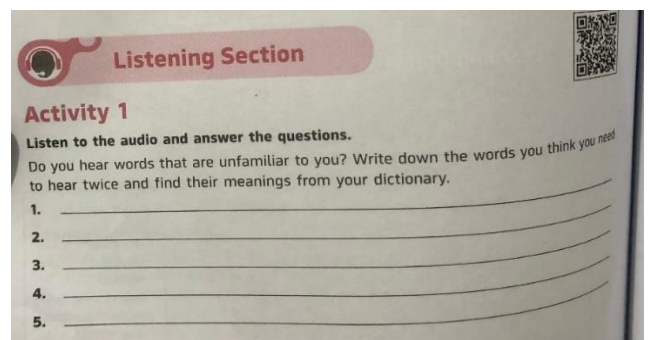 Listening Section
Activity 1
Listen to the audio and answer the questions.
Do you hear words that are unfamiliar to you? Write down the words you think you need
to hear twice and find their meanings from your dictionary.
1.
2.
3.
4.
5.